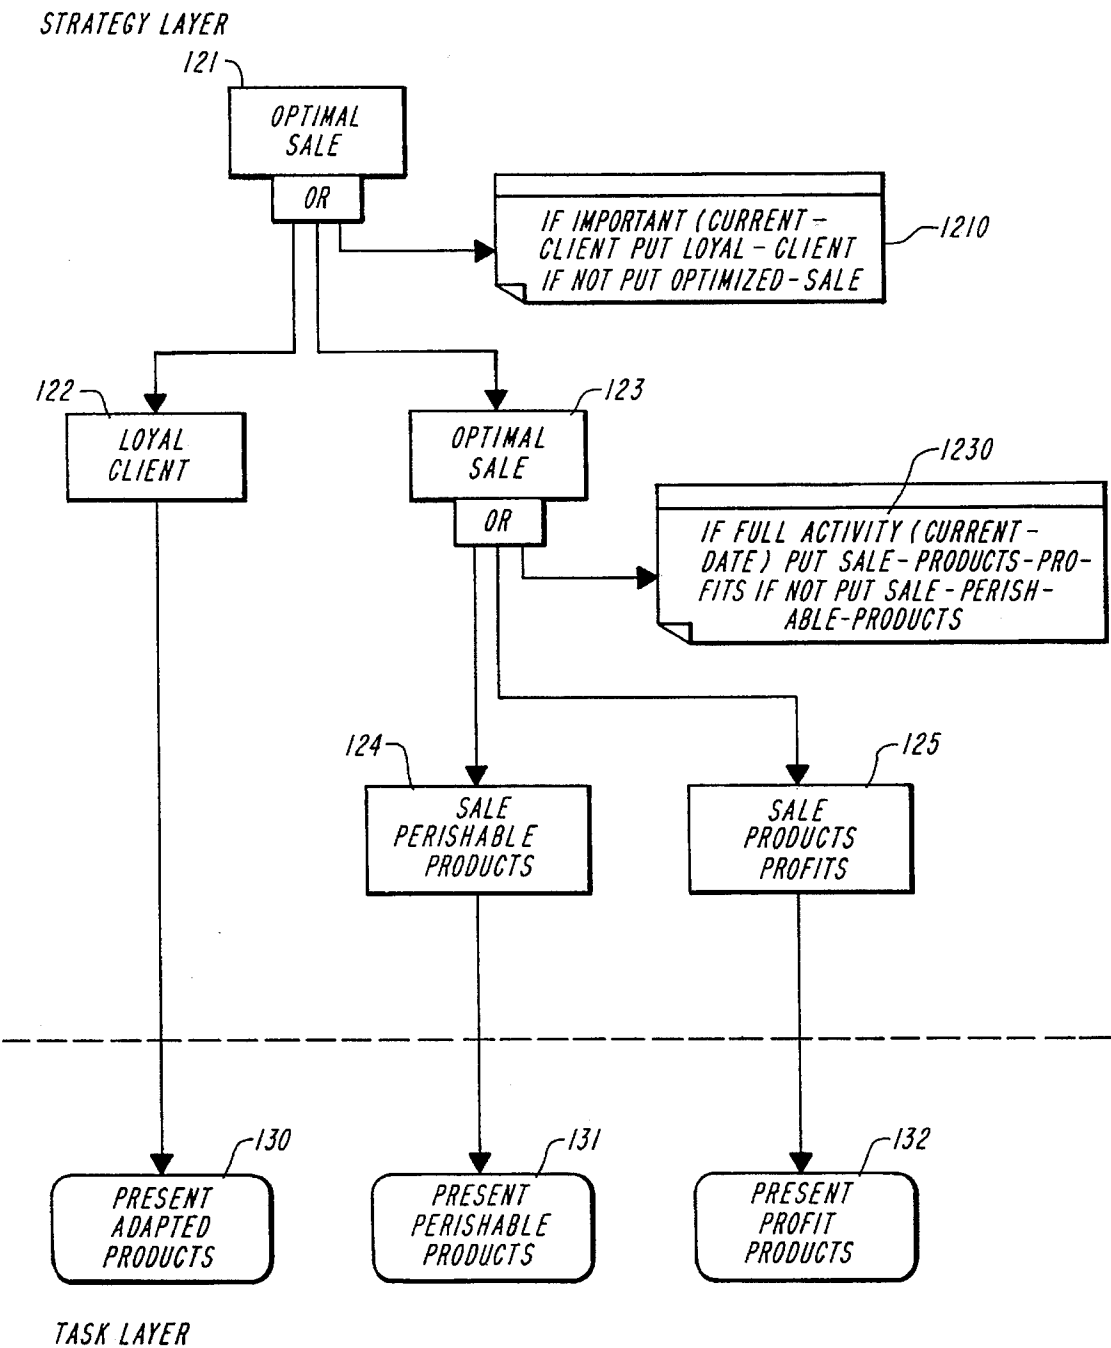 STRATEGY LAYER
121
OPTIMAL
SALE
OR
IF IMPORTANT (CURRENT-
CLIENT PUT LOYAL-CLIENT
IF NOT PUT OPTIMIZED-SALE
1210
122
LOYAL
CLIENT
123
OPTIMAL
SALE
OR
1230
IF FULL ACTIVITY (CURRENT-
DATE) PUT SALE-PRODUCTS-PRO-
FITS IF NOT PUT SALE-PERISH-
ABLE-PRODUCTS
124
SALE
PERISHABLE
PRODUCTS
125
SALE
PRODUCTS
PROFITS
130
PRESENT
ADAPTED
PRODUCTS
131
PRESENT
PERISHABLE
PRODUCTS
132
PRESENT
PROFIT
PRODUCTS
TASK LAYER